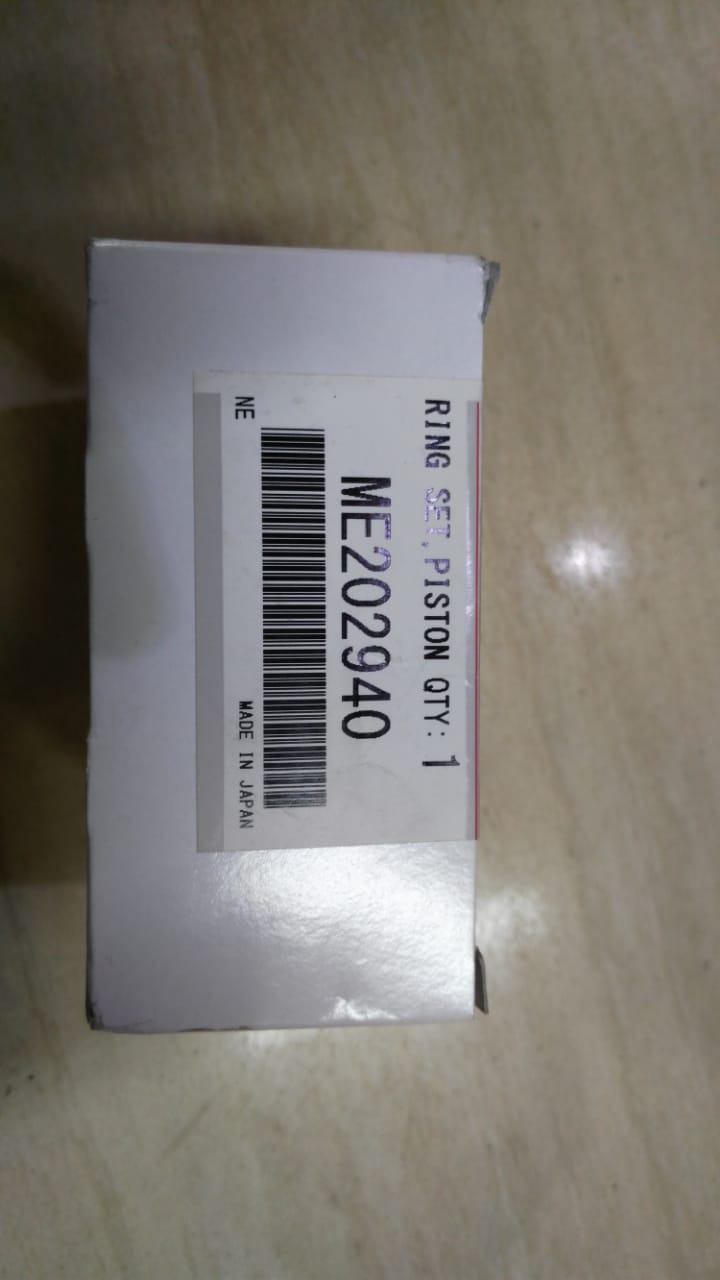 RING SET, PISTON QTY: 1
ME202940
NE
MADE IN JAPAN